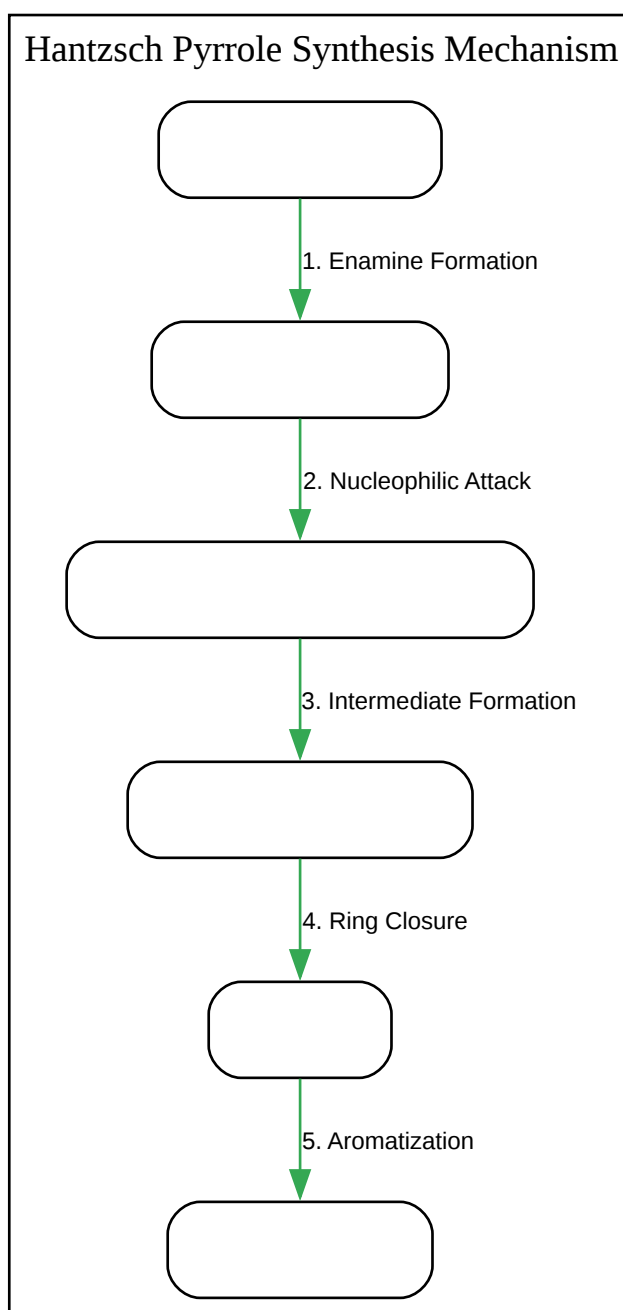 Hantzsch Pyrrole Synthesis Mechanism
1. Enamine Formation
2. Nucleophilic Attack
3. Intermediate Formation
4. Ring Closure
5. Aromatization